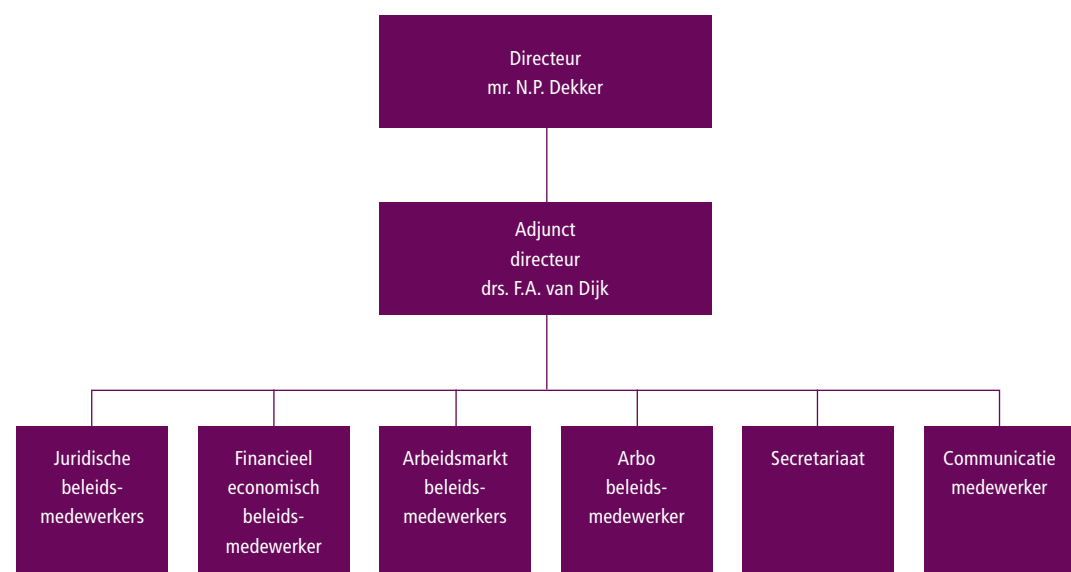 Directeur
mr. N.P. Dekker
Adjunct
directeur
drs. F.A. van Dijk
Juridische
beleids-
medewerkers
Financieel
economisch
beleids-
medewerker
Arbeidsmarkt
beleids-
medewerkers
Arbo
beleids-
medewerker
Secretariaat
Communicatie
medewerker